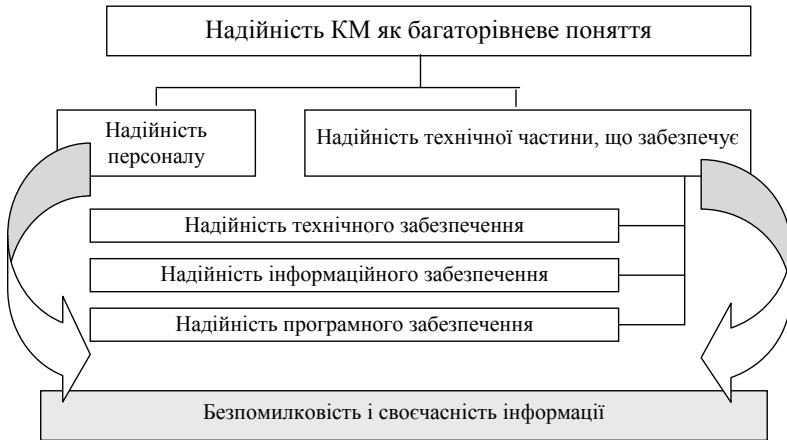 Надійність КМ як багаторівневе поняття
Надійність
персоналу
Надійність технічної частини, що забезпечує
Надійність технічного забезпечення
Надійність інформаційного забезпечення
Надійність програмного забезпечення
Безпомилковість і своєчасність інформації